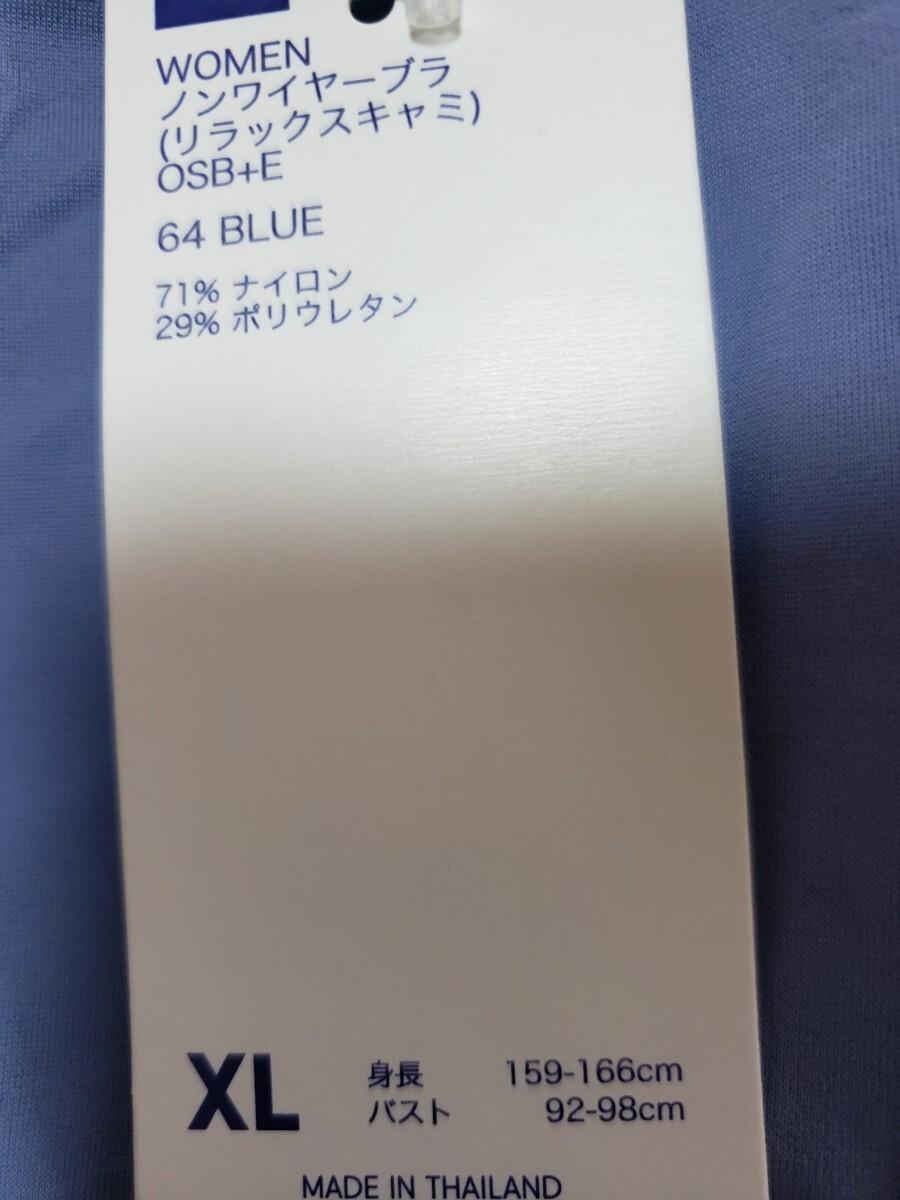 WOMEN
ノンワイヤーブラ
(リラックスキャミ)
OSB+E
64 BLUE
71% ナイロン
29% ポリウレタン
XL
身長 159-166cm
バスト 92-98cm
MADE IN THAILAND